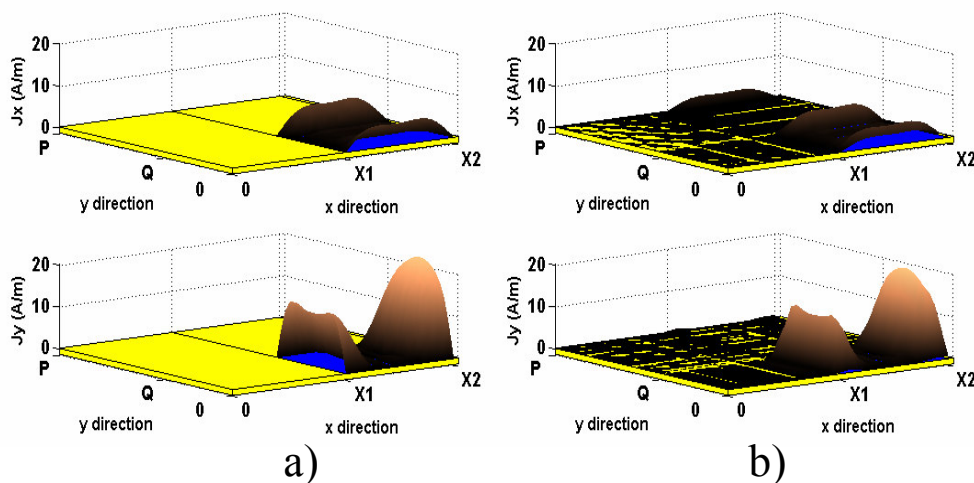 20
10
0
Jx (A/m)
P
Q
0
y direction
0
X1
X2
x direction
20
10
0
Jx (A/m)
P
Q
0
y direction
0
X1
X2
x direction
20
10
0
Jy (A/m)
P
Q
0
y direction
0
X1
X2
x direction
20
10
0
Jy (A/m)
P
Q
0
y direction
0
X1
X2
x direction
a)
b)